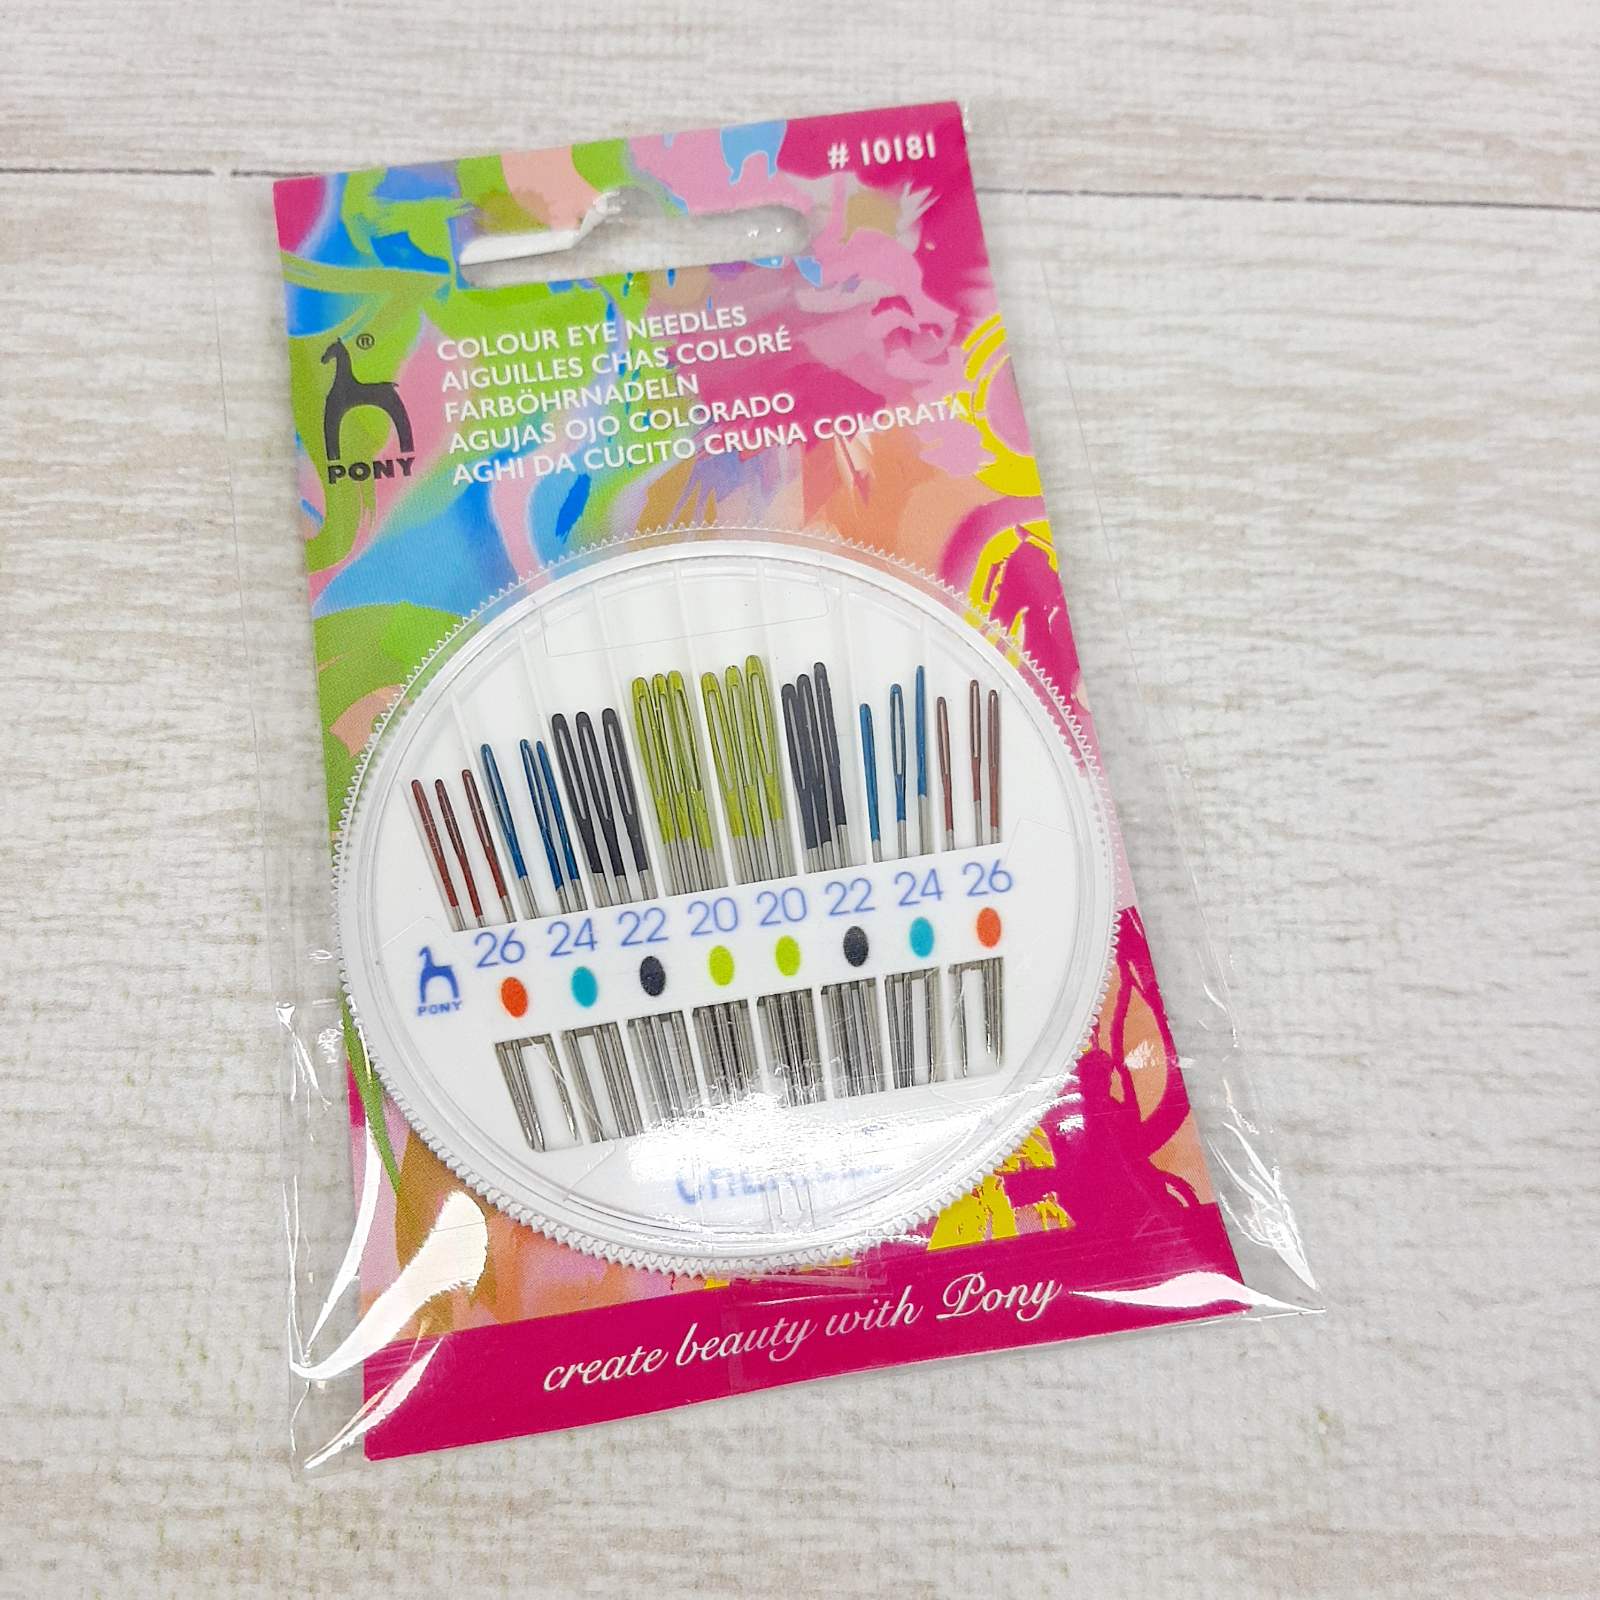 # 10181
®
PONY
COLOUR EYE NEEDLES
AIGUILLES CHAS COLORÉ
FARBÖHRNADELN
AGUJAS OJO COLORADO
AGHI DA CUCITO CRUNA COLORATA
26 24 22 20 20 22 24 26
PONY
create beauty with Pony